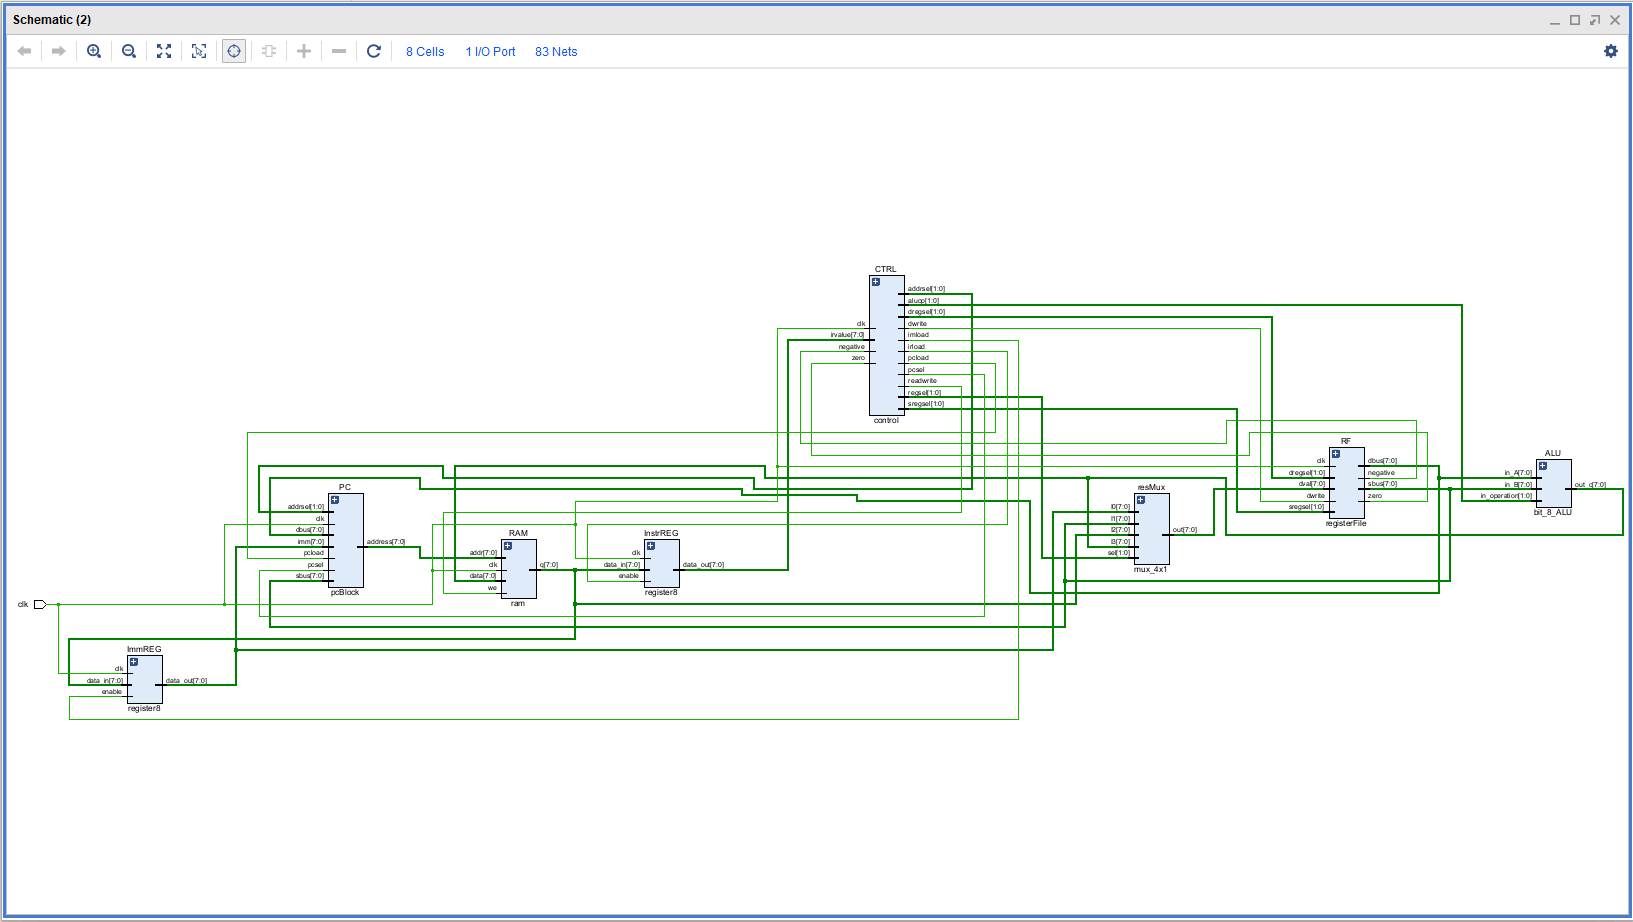 Schematic (2)
8 Cells 1 I/O Port 83 Nets
CTRL
addrsel[1:0]
aluop[1:0]
dregsel[1:0]
clk
dwrite
irvalue[7:0]
imload
negative
irload
zero
pcload
pcsel
readwrite
regsel[1:0]
sregsel[1:0]
control
RF
clk
dbus[7:0]
dregsel[1:0]
negative
dval[7:0]
sbus[7:0]
dwrite
zero
sregsel[1:0]
registerFile
ALU
in_A[7:0]
in_B[7:0]
out_c[7:0]
in_operation[1:0]
bit_8_ALU
PC
addrsel[1:0]
clk
dbus[7:0]
imm[7:0]
address[7:0]
pcload
pcsel
sbus[7:0]
pcBlock
resMux
I0[7:0]
I1[7:0]
I2[7:0]
out[7:0]
I3[7:0]
sel[1:0]
mux_4x1
RAM
addr[7:0]
clk
q[7:0]
data[7:0]
we
ram
InstrREG
clk
data_in[7:0]
data_out[7:0]
enable
register8
clk
ImmREG
clk
data_in[7:0]
data_out[7:0]
enable
register8